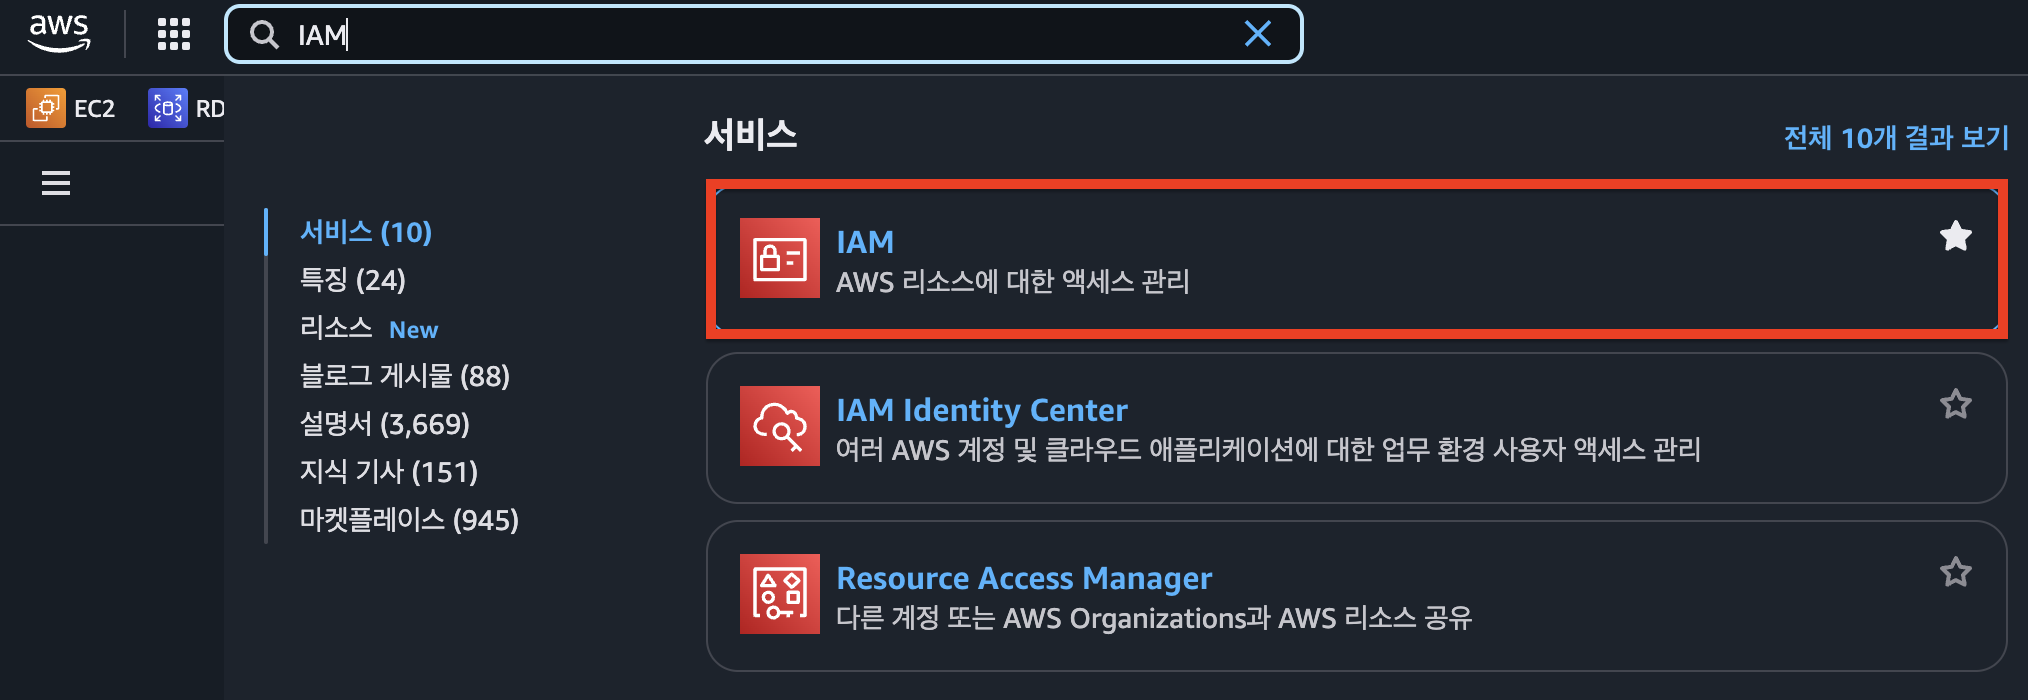 aws
IAM
EC2
RD
서비스
전체 10개 결과 보기
서비스 (10)
특징 (24)
리소스 New
블로그 게시물 (88)
설명서 (3,669)
지식 기사 (151)
마켓플레이스 (945)
IAM
AWS 리소스에 대한 액세스 관리
IAM Identity Center
여러 AWS 계정 및 클라우드 애플리케이션에 대한 업무 환경 사용자 액세스 관리
Resource Access Manager
다른 계정 또는 AWS Organizations과 AWS 리소스 공유